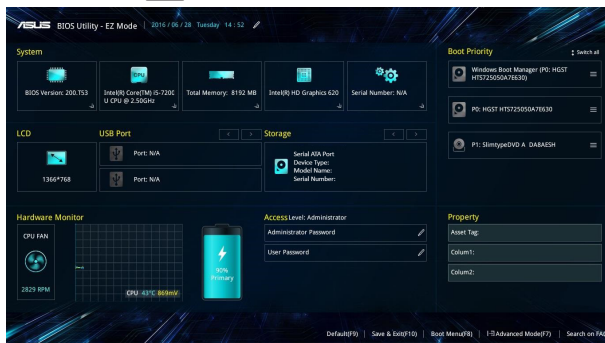 ASUS BIOS Utility - EZ Mode | 2016 / 06 / 28 Tuesday 14 : 52
System
BIOS Version: 200.T53
Intel(R) Core(TM) i5-7200
U CPU @ 2.50GHz
Total Memory: 8192 MB
Intel(R) HD Graphics 620
Serial Number: N/A
Boot Priority
Switch all
Windows Boot Manager (P0: HGST
HTS725050A7E630)
P0: HGST HTS725050A7E630
P1: SlimtypeDVD A DA8AESH
LCD
1366*768
USB Port
Port: N/A
Port: N/A
Storage
Serial ATA Port
Device Type:
Model Name:
Serial Number:
Hardware Monitor
CPU FAN
2829 RPM
CPU 43°C 869mV
90%
Primary
Access Level: Administrator
Administrator Password
User Password
Property
Asset Tag:
Colum1:
Colum2:
Default(F9) | Save & Exit(F10) | Boot Menu(F8) | Advanced Mode(F7) | Search on FAQ